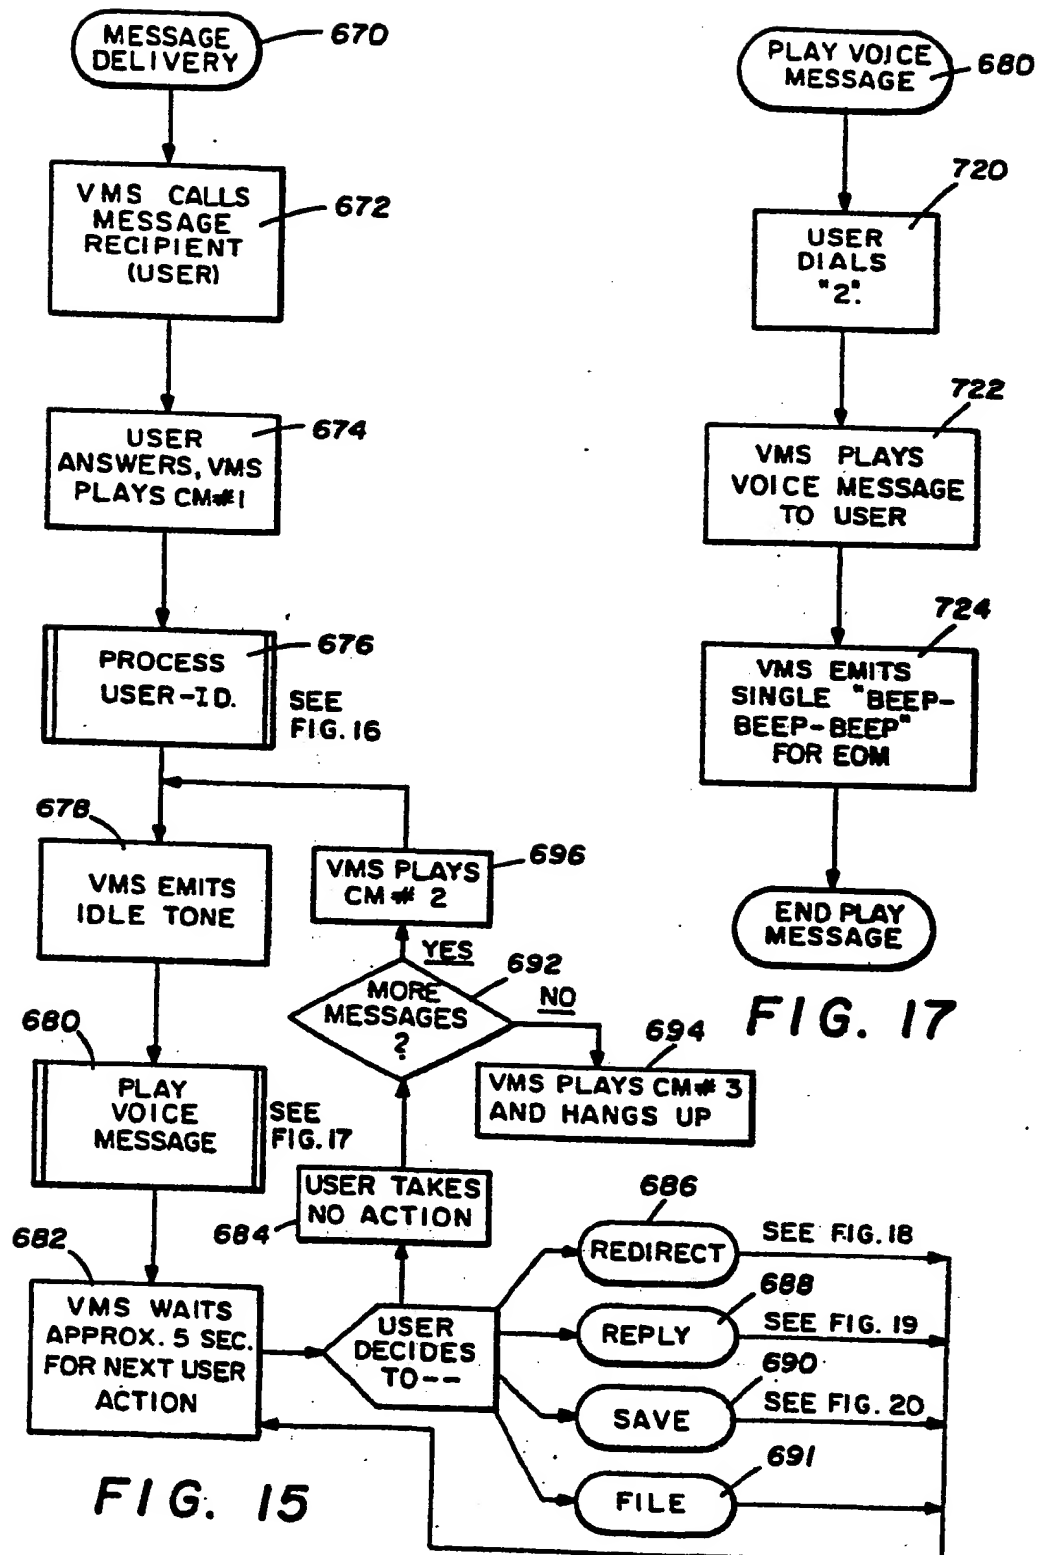 MESSAGE
DELIVERY
670
VMS CALLS
MESSAGE
RECIPIENT
(USER)
672
USER
ANSWERS, VMS
PLAYS CM#1
674
PROCESS
USER-ID.
676
SEE
FIG. 16
678
VMS EMITS
IDLE TONE
680
PLAY
VOICE
MESSAGE
SEE
FIG. 17
682
VMS WAITS
APPROX. 5 SEC.
FOR NEXT USER
ACTION
USER
DECIDES
TO--
USER TAKES
NO ACTION
684
MORE
MESSAGES
?
692
YES
NO
VMS PLAYS
CM# 2
696
694
VMS PLAYS CM# 3
AND HANGS UP
686
REDIRECT
SEE FIG. 18
688
REPLY
SEE FIG. 19
690
SAVE
SEE FIG. 20
691
FILE
FIG. 15
PLAY VOICE
MESSAGE
680
720
USER
DIALS
"2".
722
VMS PLAYS
VOICE MESSAGE
TO USER
724
VMS EMITS
SINGLE "BEEP-
BEEP-BEEP"
FOR EOM
END PLAY
MESSAGE
FIG. 17